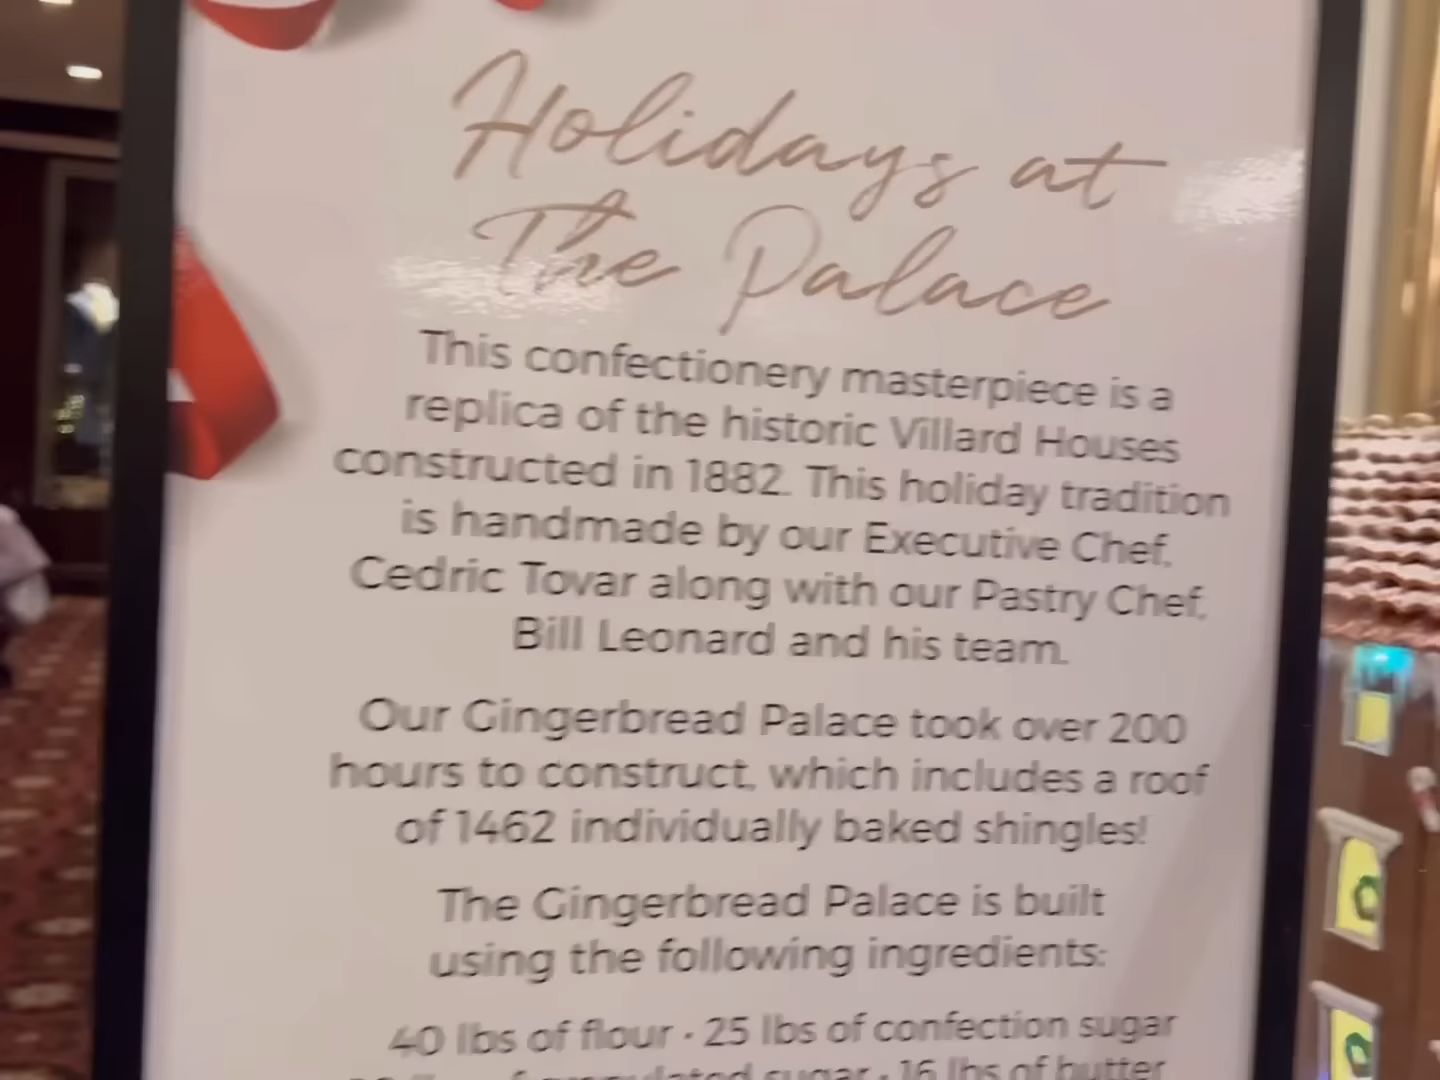 Holidays at
The Palace
This confectionery masterpiece is a
replica of the historic Villard Houses
constructed in 1882. This holiday tradition
is handmade by our Executive Chef,
Cedric Tovar along with our Pastry Chef,
Bill Leonard and his team.
Our Gingerbread Palace took over 200
hours to construct, which includes a roof
of 1462 individually baked shingles!
The Gingerbread Palace is built
using the following ingredients:
40 lbs of flour • 25 lbs of confection sugar
of granulated sugar • 16 lbs of butter